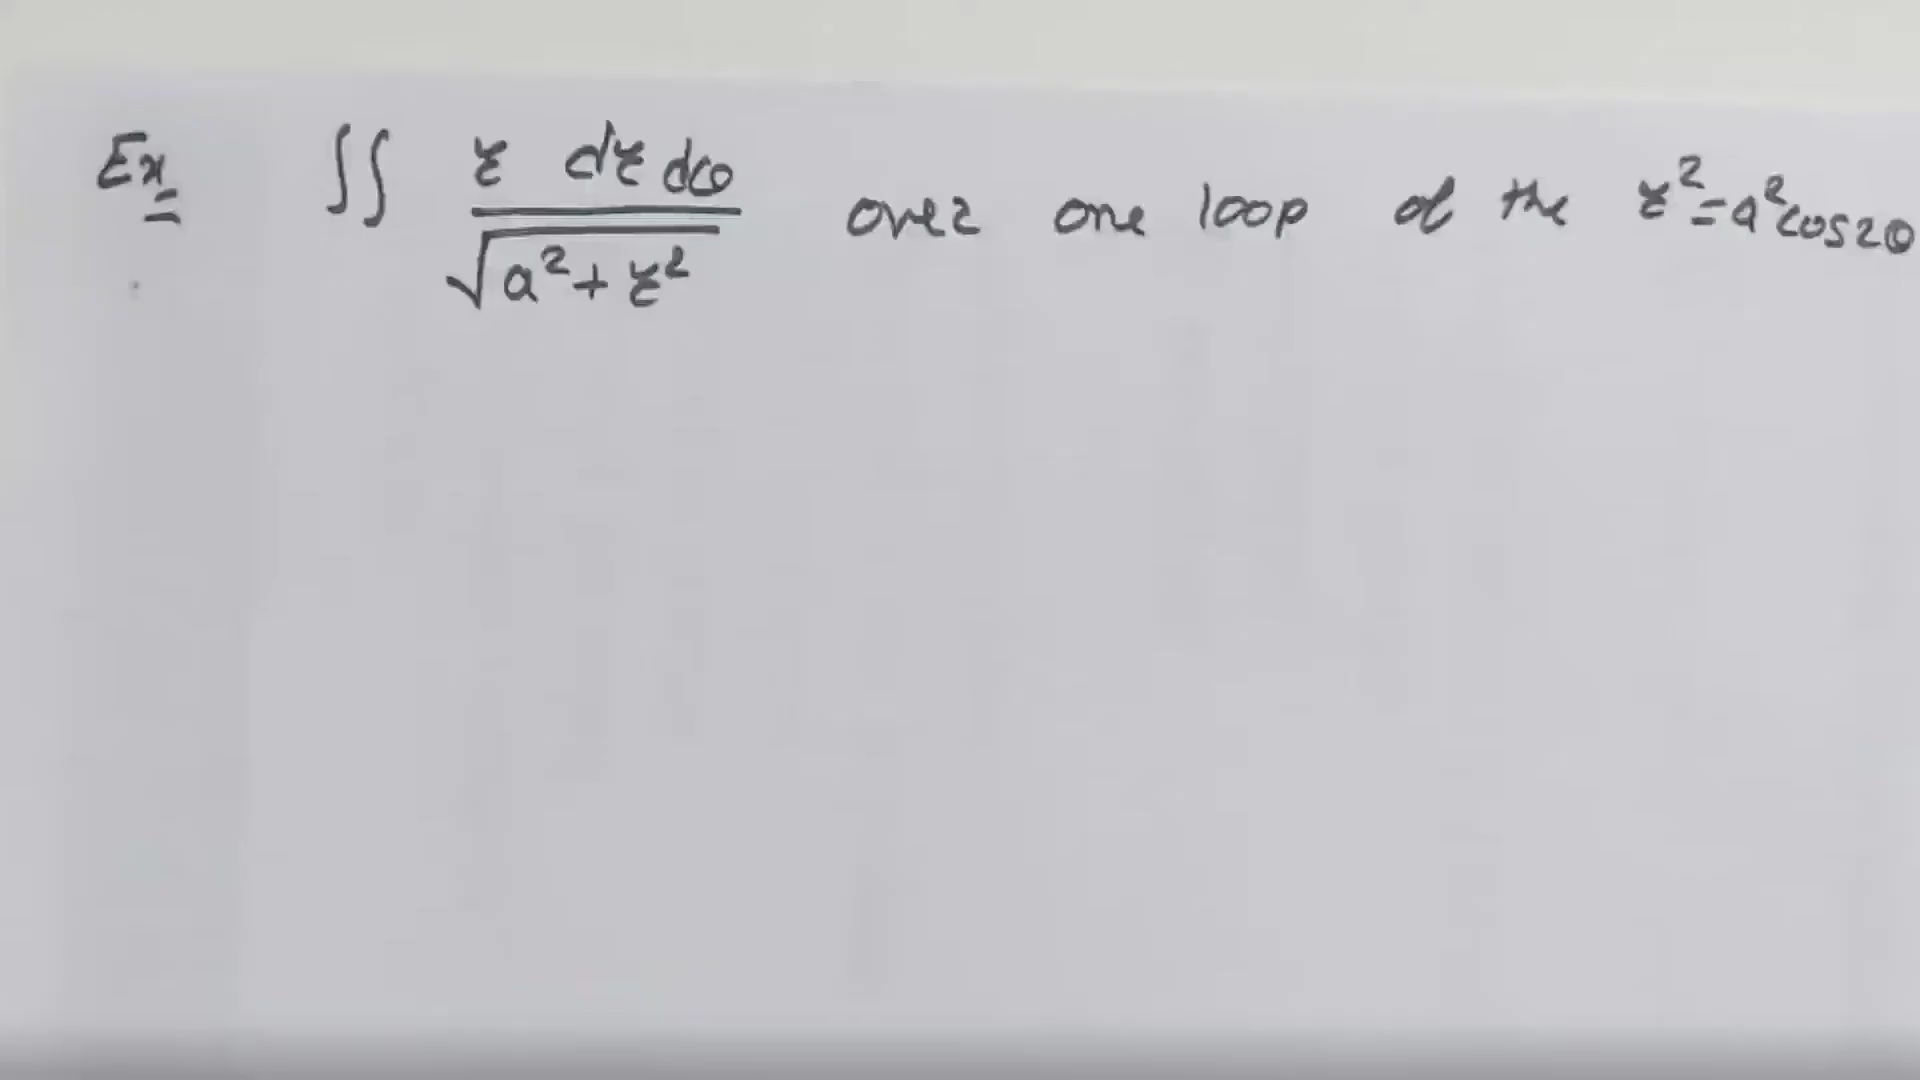 Ex ∬ r dr dθ / √(a² + r²) over one loop of the r² = a² cos 2θ